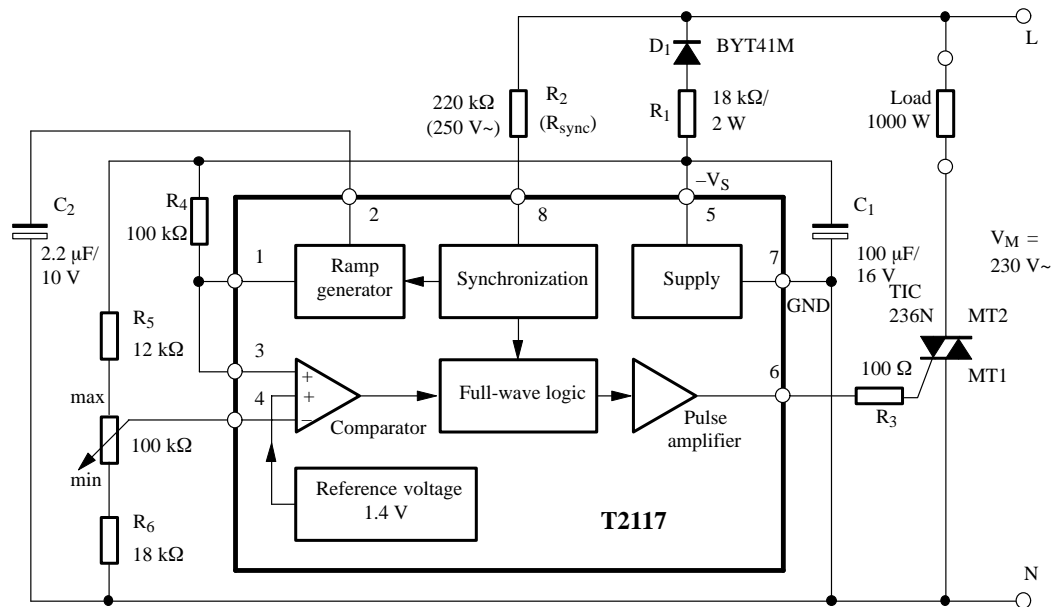 L
D1
BYT41M
220 kΩ
(250 V~)
R2
(Rsync)
R1
18 kΩ/
2 W
Load
1000 W
–VS
C2
2.2 μF/
10 V
R4
100 kΩ
2
8
5
C1
100 μF/
16 V
VM =
230 V~
1
Ramp
generator
Synchronization
Supply
7
GND
TIC
236N
MT2
MT1
R5
12 kΩ
3
4
+
+
–
Comparator
Full-wave logic
Pulse
amplifier
6
100 Ω
R3
max
100 kΩ
min
Reference voltage
1.4 V
T2117
R6
18 kΩ
N